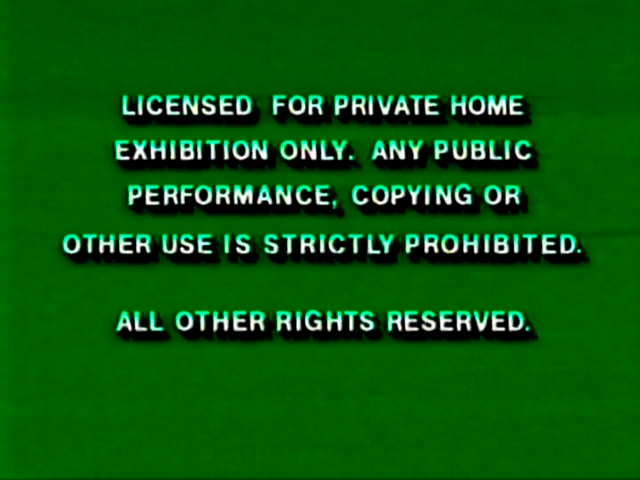 LICENSED FOR PRIVATE HOME
EXHIBITION ONLY. ANY PUBLIC
PERFORMANCE, COPYING OR
OTHER USE IS STRICTLY PROHIBITED.
ALL OTHER RIGHTS RESERVED.